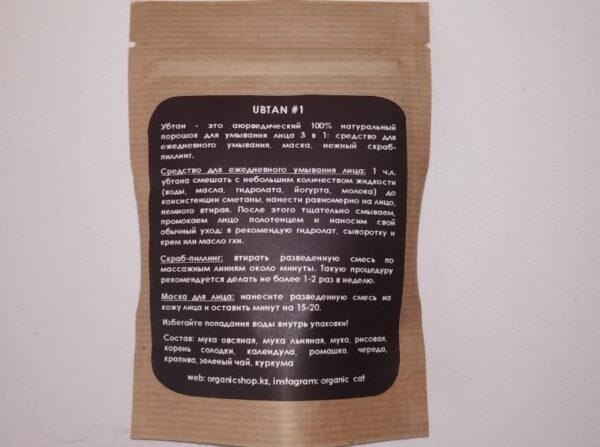 UBTAN #1
Убтан - это аюрведический 100% натуральный
порошок для умывания лица 3 в 1: средство для
ежедневного умывания, маска, нежный скраб-
пиллинг.
Средство для ежедневного умывания лица: 1 ч.л.
убтана смешать с небольшим количеством жидкости
(воды, масла, гидролата, йогурта, молока) до
консистенции сметаны, нанести равномерно на лицо,
немного втирая. После этого тщательно смываем,
промокаем лицо полотенцем и наносим свой
обычный уход: я рекомендую гидролат, сыворотку и
крем или масло гхи.
Скраб-пиллинг: втирать разведенную смесь по
массажным линиям около минуты. Такую процедуру
рекомендуется делать не более 1-2 раз в неделю.
Маска для лица: нанесите разведенную смесь на
кожу лица и оставить минут на 15-20.
Избегайте попадания воды внутрь упаковки!
Состав: мука овсяная, мука льняная, мука, рисовая,
корень солодки, календула, ромашка, череда,
крапива, зеленый чай, куркума
web: organicshop.kz, instagram: organic cat